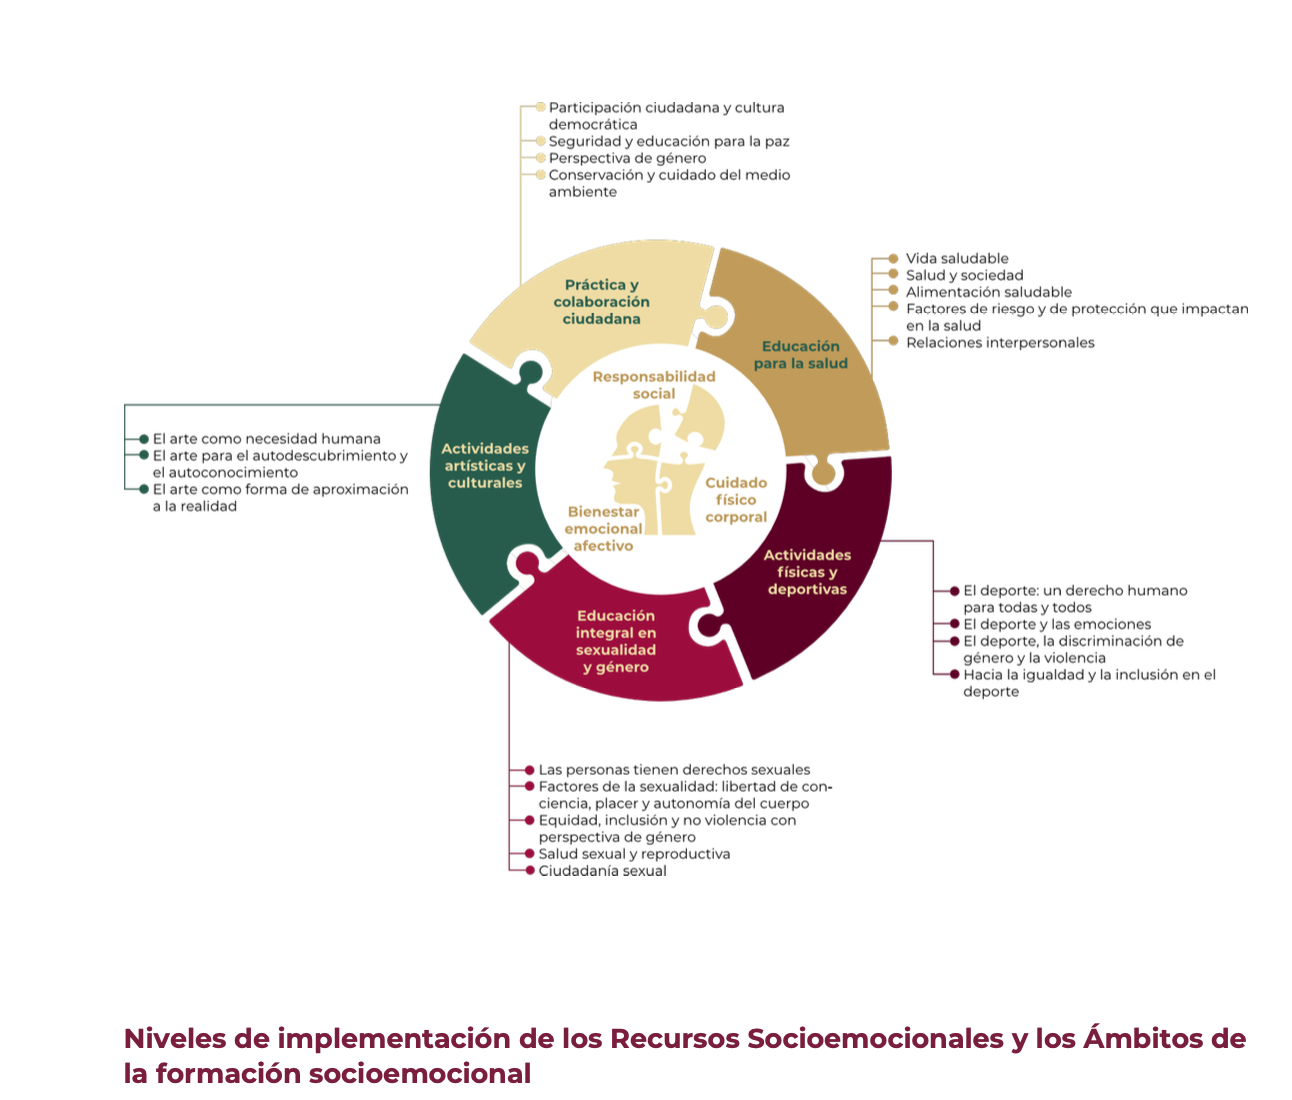 Participación ciudadana y cultura
democrática
Seguridad y educación para la paz
Perspectiva de género
Conservación y cuidado del medio
ambiente
Práctica y
colaboración
ciudadana
Vida saludable
Salud y sociedad
Alimentación saludable
Factores de riesgo y de protección que impactan
en la salud
Relaciones interpersonales
Educación
para la salud
Responsabilidad
social
El arte como necesidad humana
El arte para el autodescubrimiento y
el autoconocimiento
El arte como forma de aproximación
a la realidad
Actividades
artísticas y
culturales
Cuidado
físico
corporal
Bienestar
emocional
afectivo
Actividades
físicas y
deportivas
El deporte: un derecho humano
para todas y todos
El deporte y las emociones
El deporte, la discriminación de
género y la violencia
Hacia la igualdad y la inclusión en el
deporte
Educación
integral en
sexualidad
y género
Las personas tienen derechos sexuales
Factores de la sexualidad: libertad de con-
ciencia, placer y autonomía del cuerpo
Equidad, inclusión y no violencia con
perspectiva de género
Salud sexual y reproductiva
Ciudadanía sexual
Niveles de implementación de los Recursos Socioemocionales y los Ámbitos de
la formación socioemocional